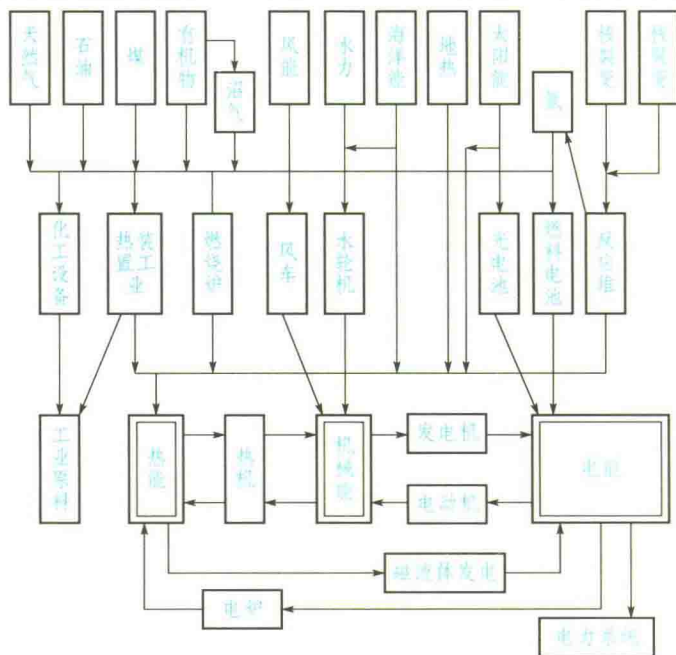 天然气
石油
煤
有机物
沼气
风能
水力
海洋能
地热
太阳能
氢
核裂变
化工设备
热装工业
置
燃烧炉
风车
水轮机
光电池
燃料电池
反应堆
工业原料
热能
热机
机械能
发电机
电动机
电能
磁流体发电
电炉
电力系统